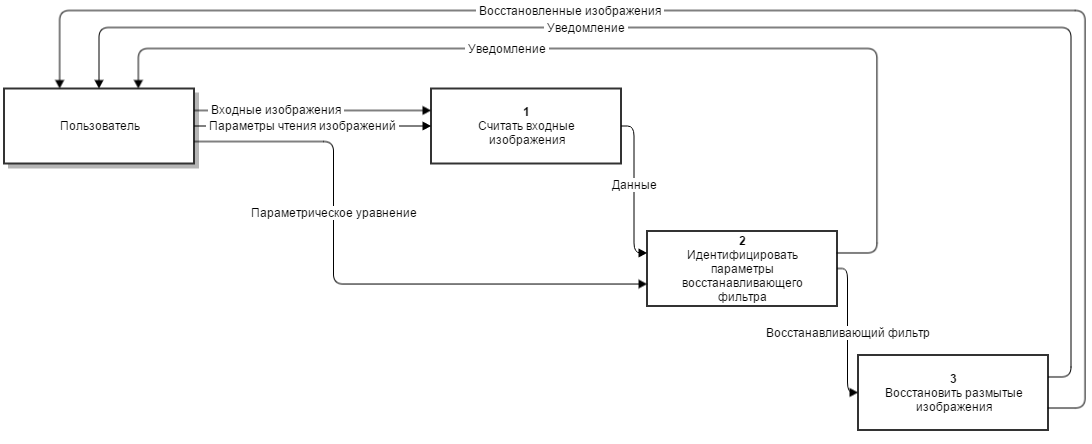 Восстановленные изображения
Уведомление
Уведомление
Пользователь
Входные изображения
Параметры чтения изображений
1
Считать входные
изображения
Данные
Параметрическое уравнение
2
Идентифицировать
параметры
восстанавливающего
фильтра
Восстанавливающий фильтр
3
Восстановить размытые
изображения